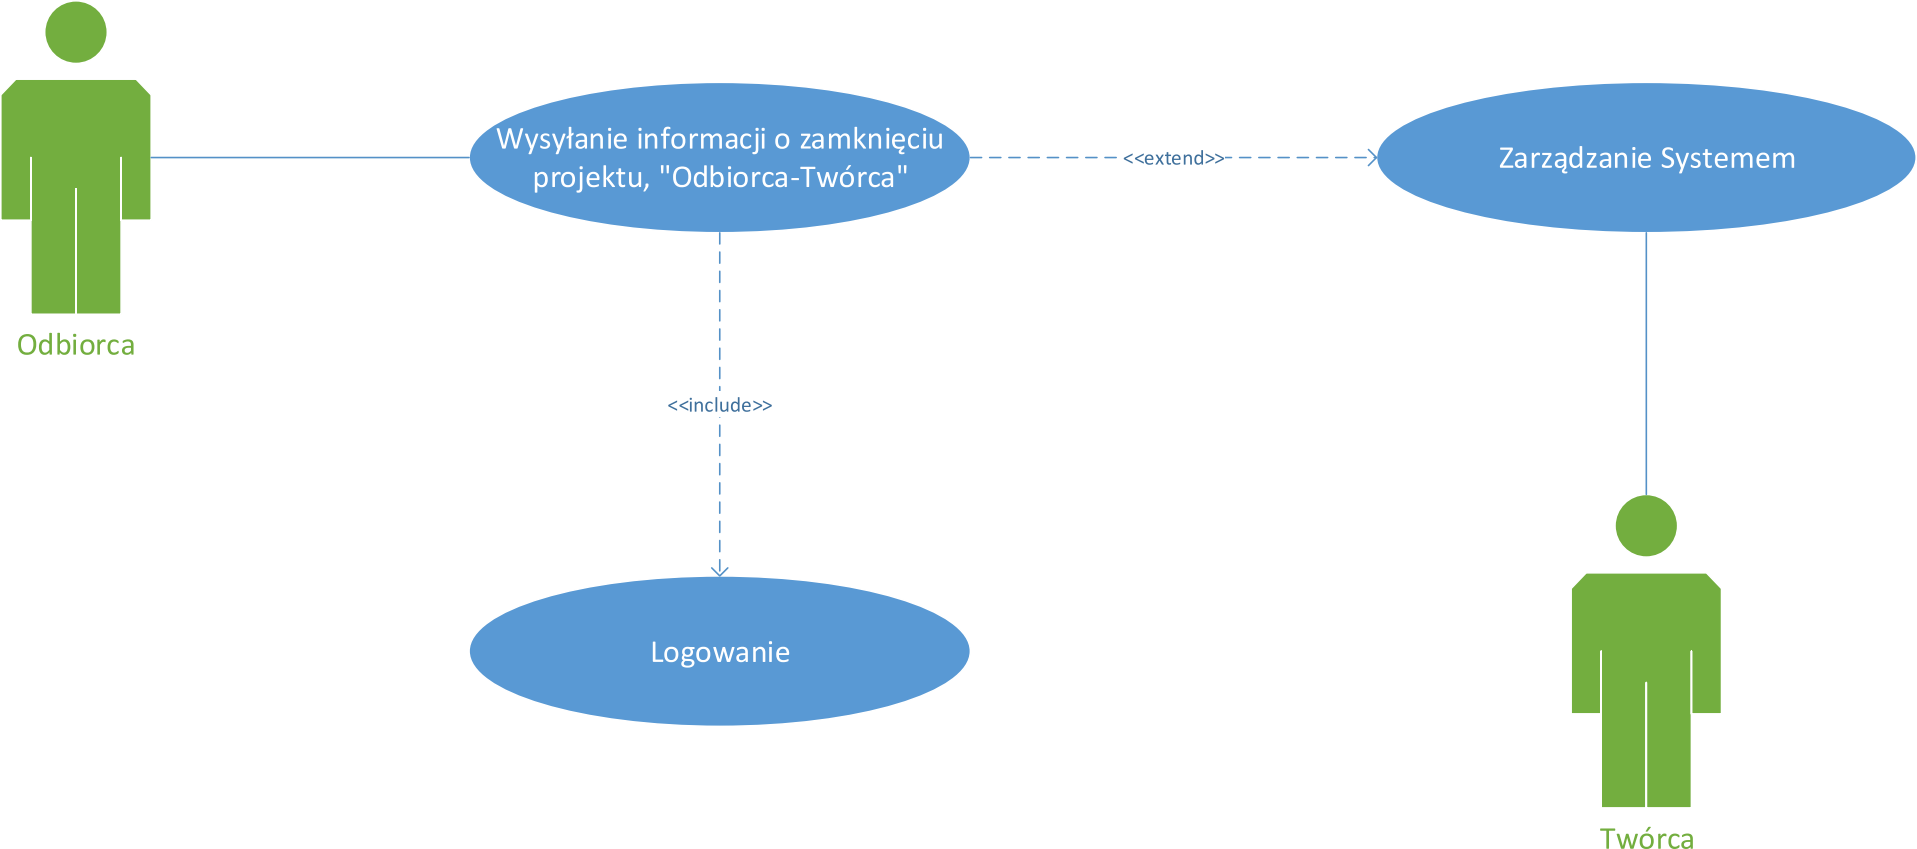 Wysyłanie informacji o zamknięciu
projektu, "Odbiorca-Twórca"
<<extend>>
Zarządzanie Systemem
Odbiorca
<<include>>
Logowanie
Twórca